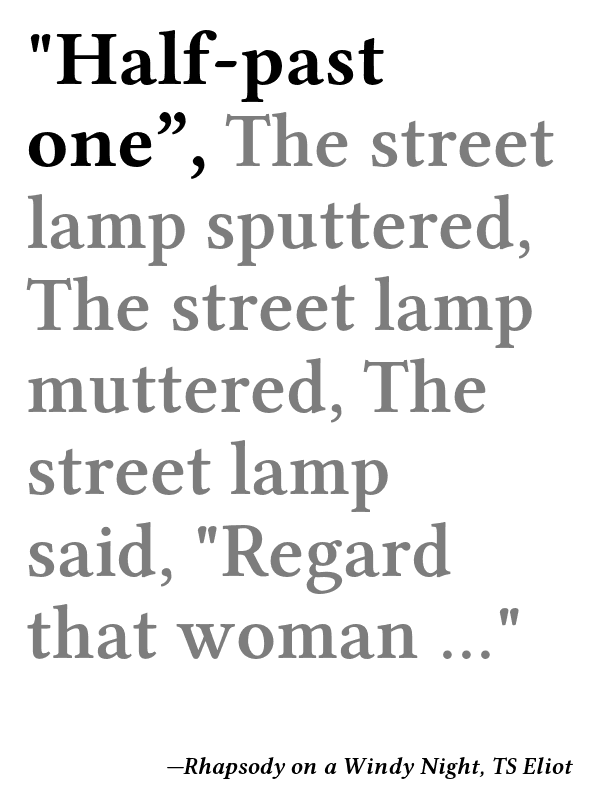 "Half-past
one”, The street
lamp sputtered,
The street lamp
muttered, The
street lamp
said, "Regard
that woman ..."
—Rhapsody on a Windy Night, TS Eliot